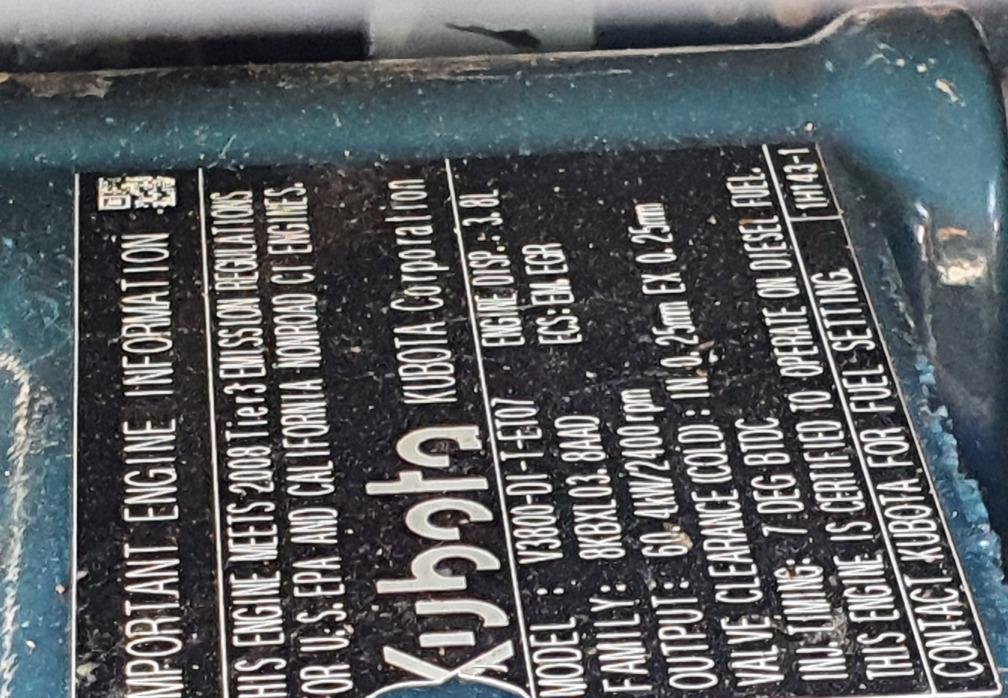 IMPORTANT ENGINE INFORMATION
THIS ENGINE MEETS 2008 Tier3 EMISSION REGULATIONS
FOR U.S. EPA AND CALIFORNIA NONROAD CI ENGINES.
Kubota KUBOTA Corporation
MODEL : V3800-DI-T-E107 ENGINE DISP.: 3.8L
FAMILY: 8KBXL03.8AAD ECS: EM EGR
OUTPUT: 60.4kW/2400rpm
VALVE CLEARANCE (COLD): IN 0.25mm EX 0.25mm
INJ.TIMING: 7 DEG BTDC
THIS ENGINE IS CERTIFIED TO OPERATE ON DIESEL FUEL.
CONTACT KUBOTA FOR FUEL SETTING.